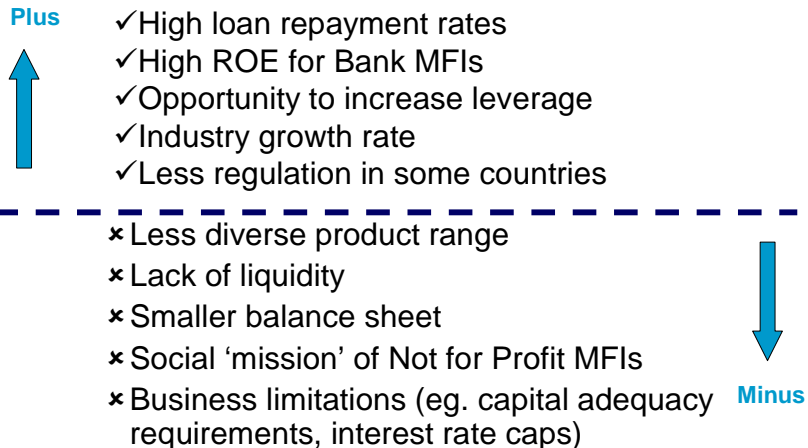 Plus
✓High loan repayment rates
✓High ROE for Bank MFIs
✓Opportunity to increase leverage
✓Industry growth rate
✓Less regulation in some countries
×Less diverse product range
×Lack of liquidity
×Smaller balance sheet
×Social ‘mission’ of Not for Profit MFIs
×Business limitations (eg. capital adequacy
requirements, interest rate caps)
Minus